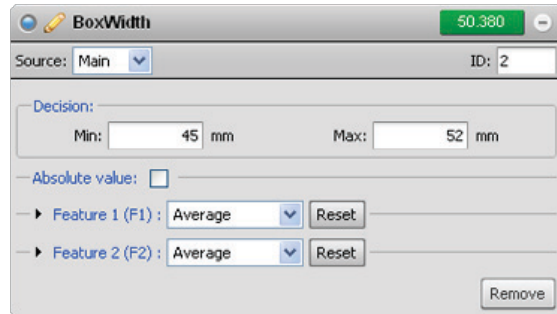 BoxWidth 50.380
Source: Main ID: 2
Decision:
Min: 45 mm Max: 52 mm
Absolute value:
Feature 1 (F1) : Average Reset
Feature 2 (F2) : Average Reset
Remove